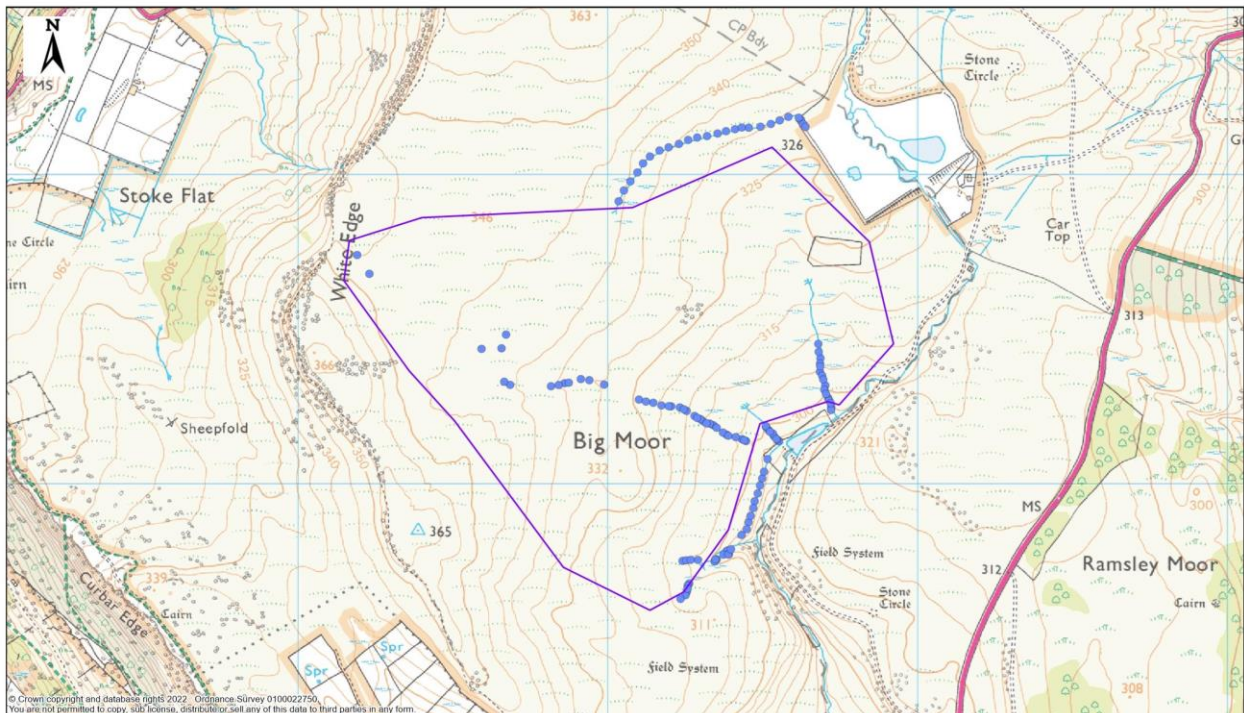 N
363
360
CP Bdy
340
Stone
Circle
MS
326
Stoke Flat
346
325
300
Car
Top
White Edge
290
300
315
313
325
315
366
300
321
Sheepfold
Big Moor
340
350
332
300
MS
365
Field System
312
Ramsley Moor
339
Stone
Circle
Curbar Edge
Cairn
Cairn
311
Spr
Spr
Field System
308
© Crown copyright and database rights 2022 Ordnance Survey 0100022750
You are not permitted to copy, sub license, distribute or sell any of this data to third parties in any form.